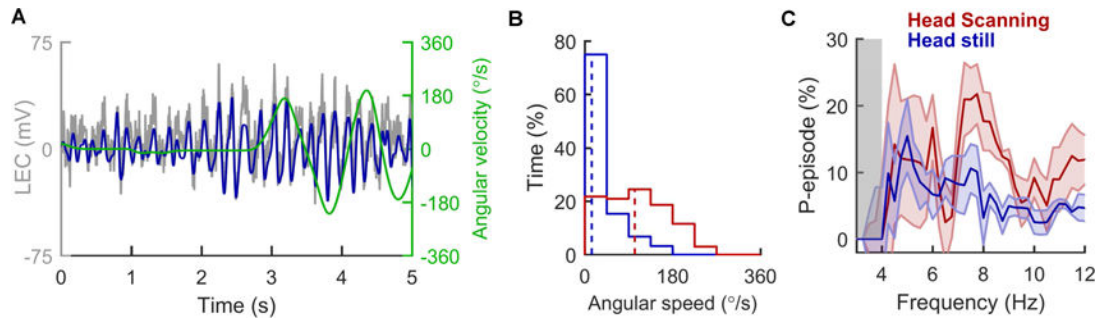 A
LEC (mV)
75
0
-75
0
1
2
3
4
5
Time (s)
360
180
0
-180
-360
Angular velocity (°/s)
B
Time (%)
80
60
40
20
0
0
180
360
Angular speed (°/s)
C
Head Scanning
Head still
P-episode (%)
30
20
10
0
4
6
8
10
12
Frequency (Hz)